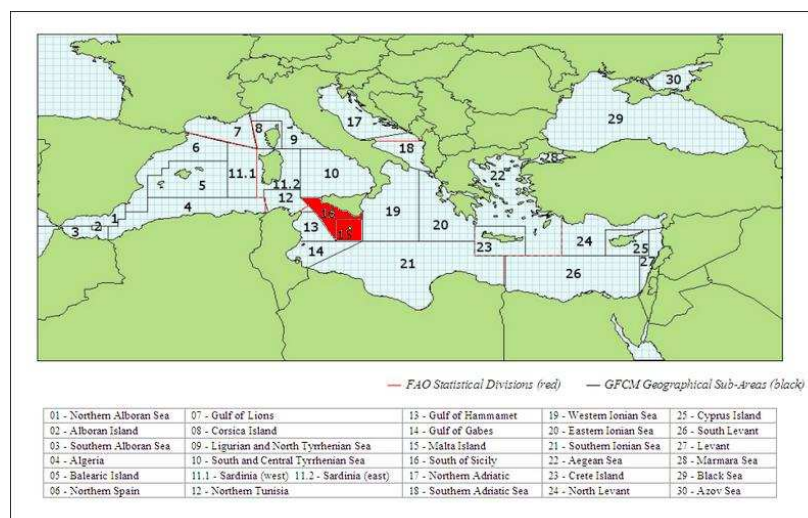 30
29
17
7
8
9
18
6
28
22
11.1
11.2
10
5
12
4
16
19
20
1
3
2
13
15
24
25
23
27
14
21
26
FAO Statistical Divisions (red)
GFCM Geographical Sub-Areas (black)
01 - Northern Alboran Sea
02 - Alboran Island
03 - Southern Alboran Sea
04 - Algeria
05 - Balearic Island
06 - Northern Spain
07 - Gulf of Lions
08 - Corsica Island
09 - Ligurian and North Tyrrhenian Sea
10 - South and Central Tyrrhenian Sea
11.1 - Sardinia (west) 11.2 - Sardinia (east)
12 - Northern Tunisia
13 - Gulf of Hammamet
14 - Gulf of Gabes
15 - Malta Island
16 - South of Sicily
17 - Northern Adriatic
18 - Southern Adriatic Sea
19 - Western Ionian Sea
20 - Eastern Ionian Sea
21 - Southern Ionian Sea
22 - Aegean Sea
23 - Crete Island
24 - North Levant
25 - Cyprus Island
26 - South Levant
27 - Levant
28 - Marmara Sea
29 - Black Sea
30 - Azov Sea